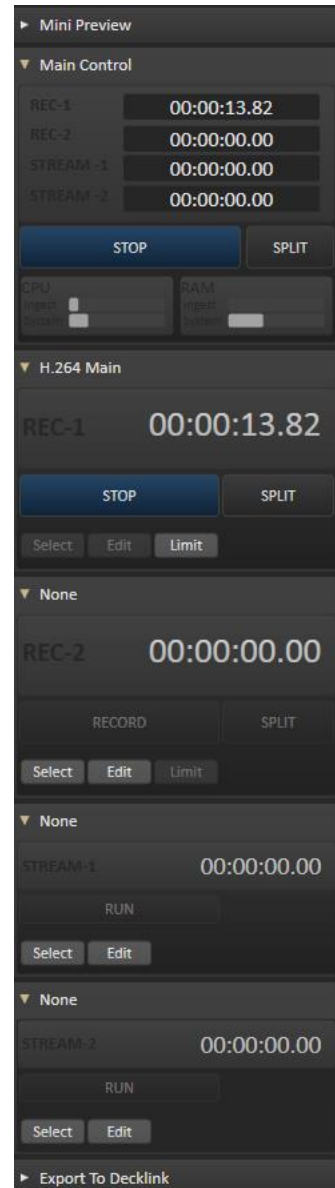 Mini Preview
Main Control
REC-1 00:00:13.82
REC-2 00:00:00.00
STREAM -1 00:00:00.00
STREAM -2 00:00:00.00
STOP SPLIT
CPU RAM
Ingest Ingest
System System
H.264 Main
REC-1 00:00:13.82
STOP SPLIT
Select Edit Limit
None
REC-2 00:00:00.00
RECORD SPLIT
Select Edit Limit
None
STREAM-1 00:00:00.00
RUN
Select Edit
None
STREAM-2 00:00:00.00
RUN
Select Edit
Export To Decklink